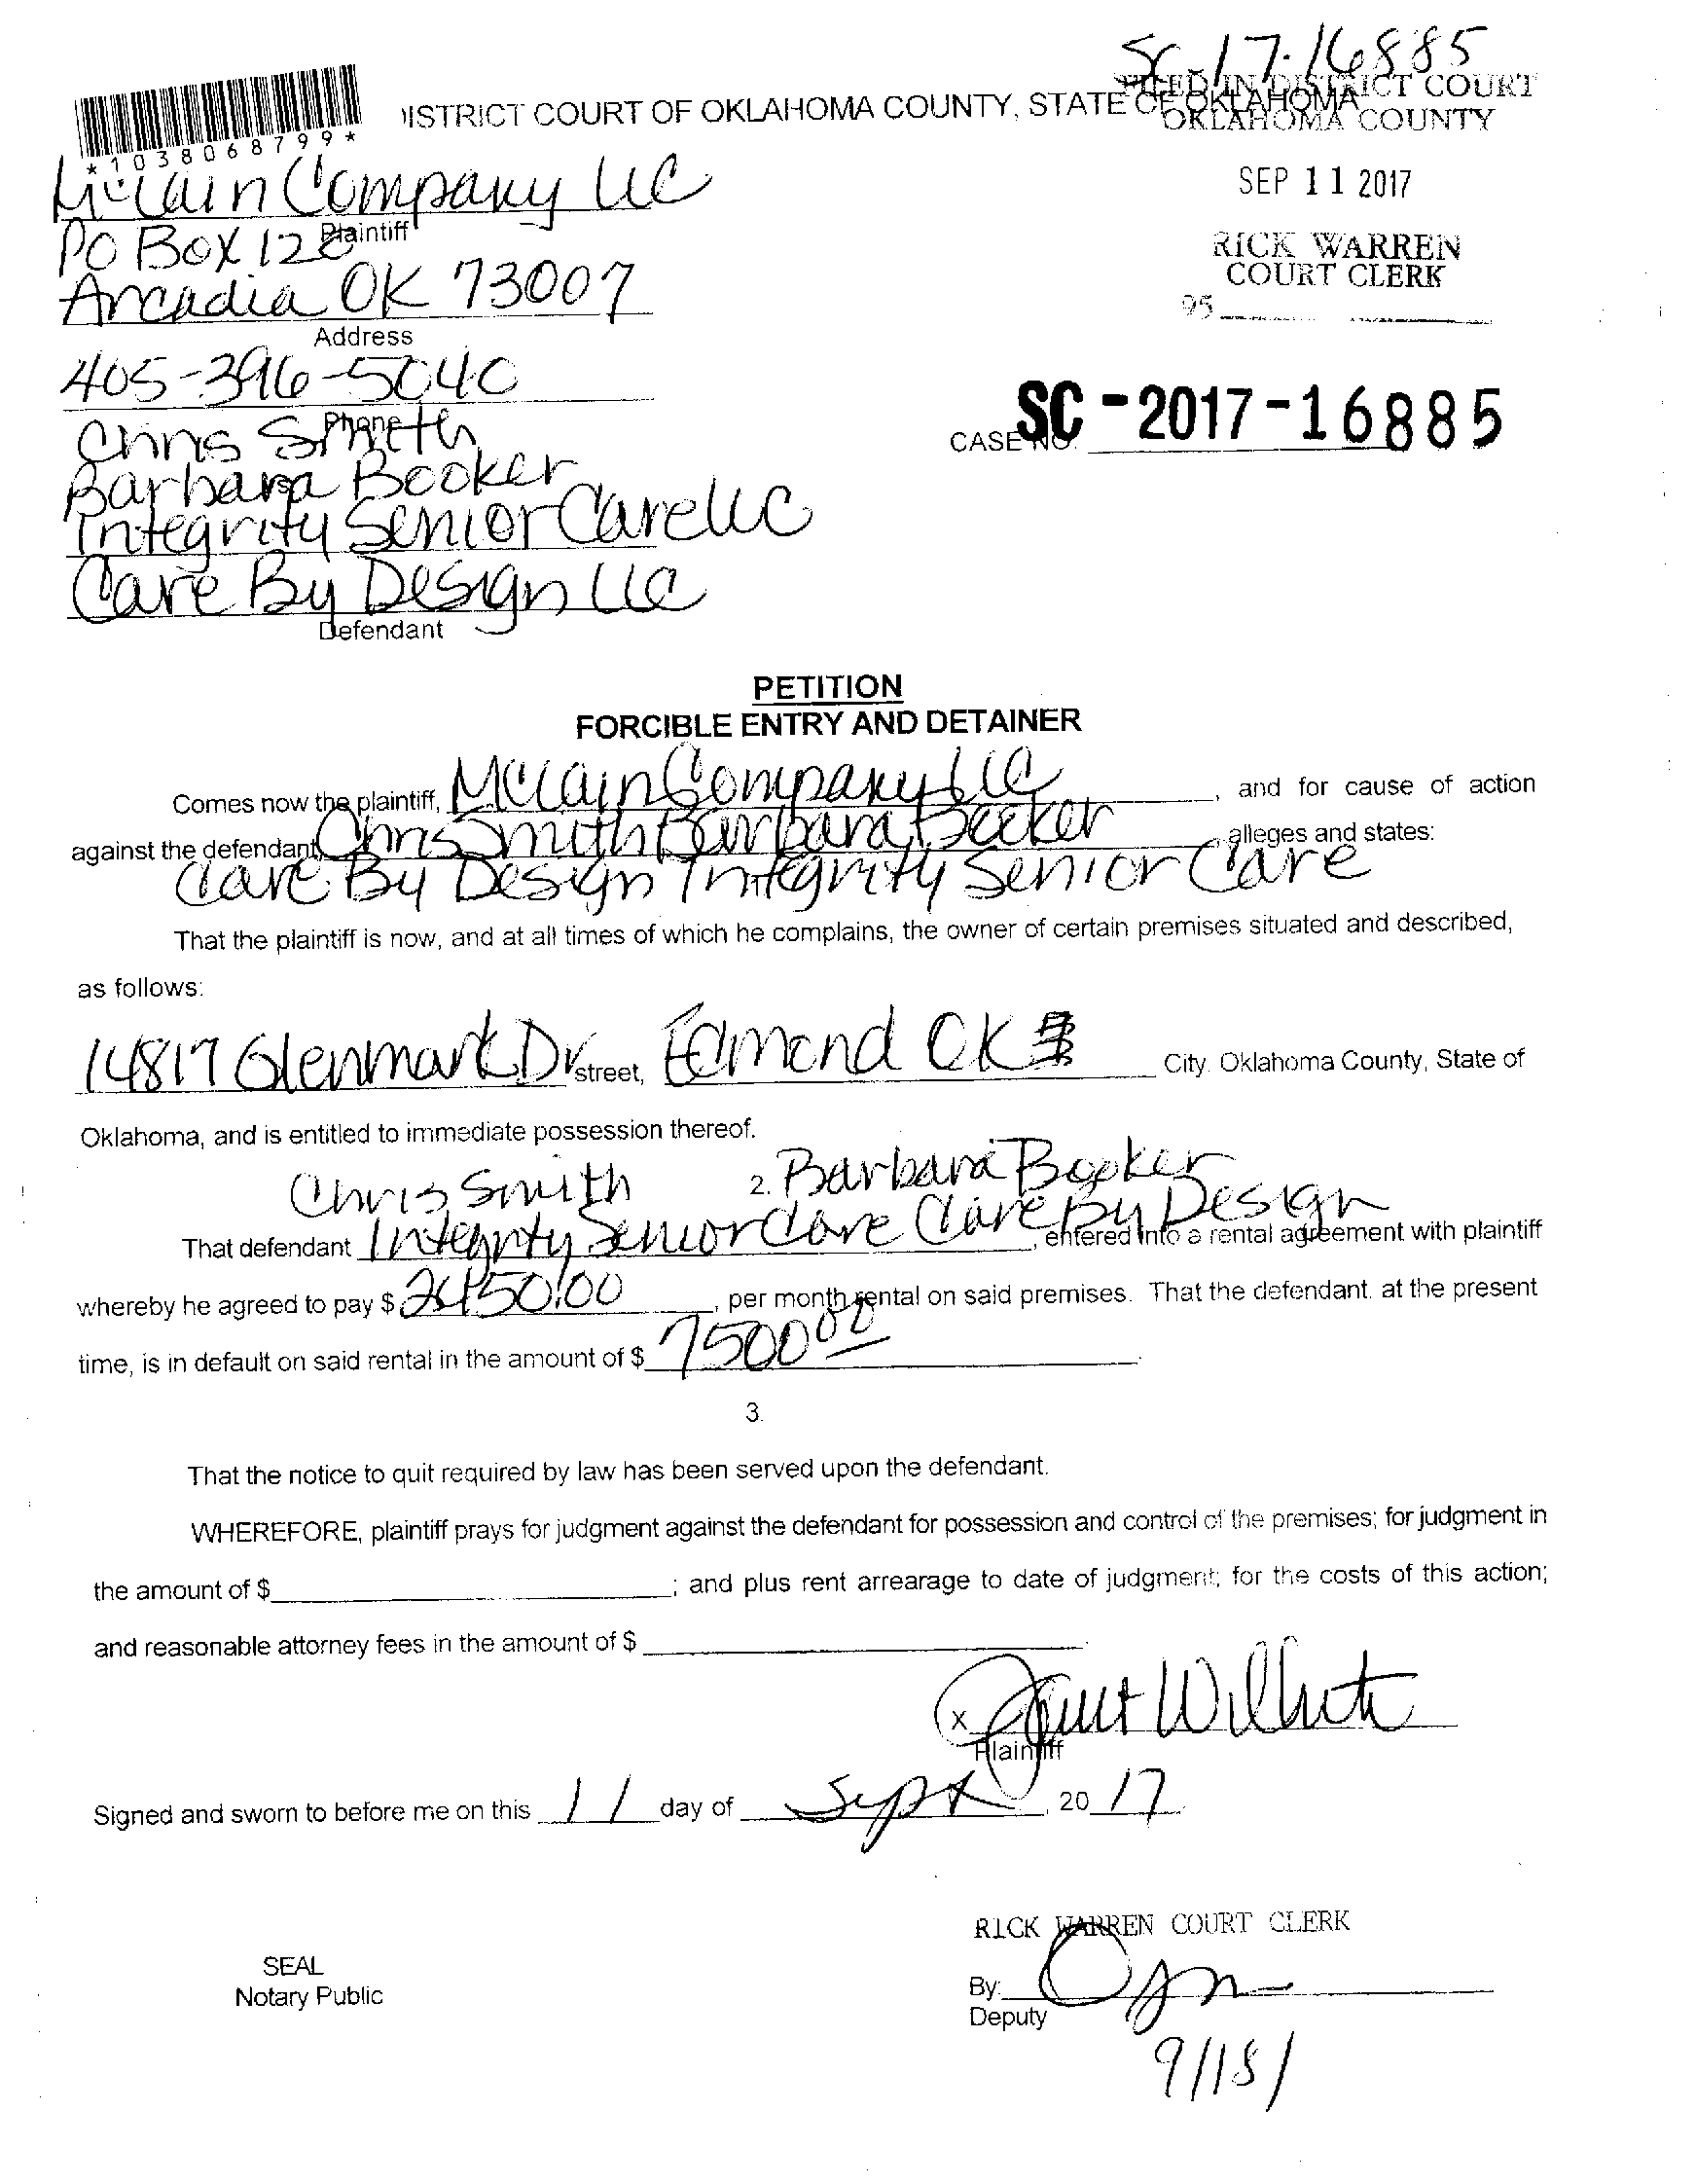 SC-17-16885
FILED IN DISTRICT COURT
OKLAHOMA COUNTY
ISTRICT COURT OF OKLAHOMA COUNTY, STATE OF OKLAHOMA
*1038068799*
SEP 11 2017
RICK WARREN
COURT CLERK
95
McClain Company LLC
Plaintiff
PO Box 128
Arcadia OK 73007
Address
405-396-5040
Phone
CASE NO. SC-2017-16885
Chris Smith
Barbara Booker
Integrity Senior Care LLC
Care By Design LLC
Defendant
PETITION
FORCIBLE ENTRY AND DETAINER
Comes now the plaintiff, McClain Company LLC, and for cause of action
against the defendant, Chris Smith Barbara Booker alleges and states:
Care By Design Integrity Senior Care
That the plaintiff is now, and at all times of which he complains, the owner of certain premises situated and described,
as follows:
14817 Glenmark Dr street, Edmond OK City, Oklahoma County, State of
Oklahoma, and is entitled to immediate possession thereof.
2.
Chris Smith Barbara Booker
That defendant Integrity Senior Care Care By Design, entered into a rental agreement with plaintiff
whereby he agreed to pay $ 2450.00, per month rental on said premises. That the defendant, at the present
time, is in default on said rental in the amount of $ 7500 00.
3.
That the notice to quit required by law has been served upon the defendant.
WHEREFORE, plaintiff prays for judgment against the defendant for possession and control of the premises; for judgment in
the amount of $ ; and plus rent arrearage to date of judgment; for the costs of this action;
and reasonable attorney fees in the amount of $
x Janet Wilhite
Plaintiff
Signed and sworn to before me on this 11 day of Sept, 20 17.
RICK WARREN COURT CLERK
SEAL
Notary Public
By:
Deputy
9/18/